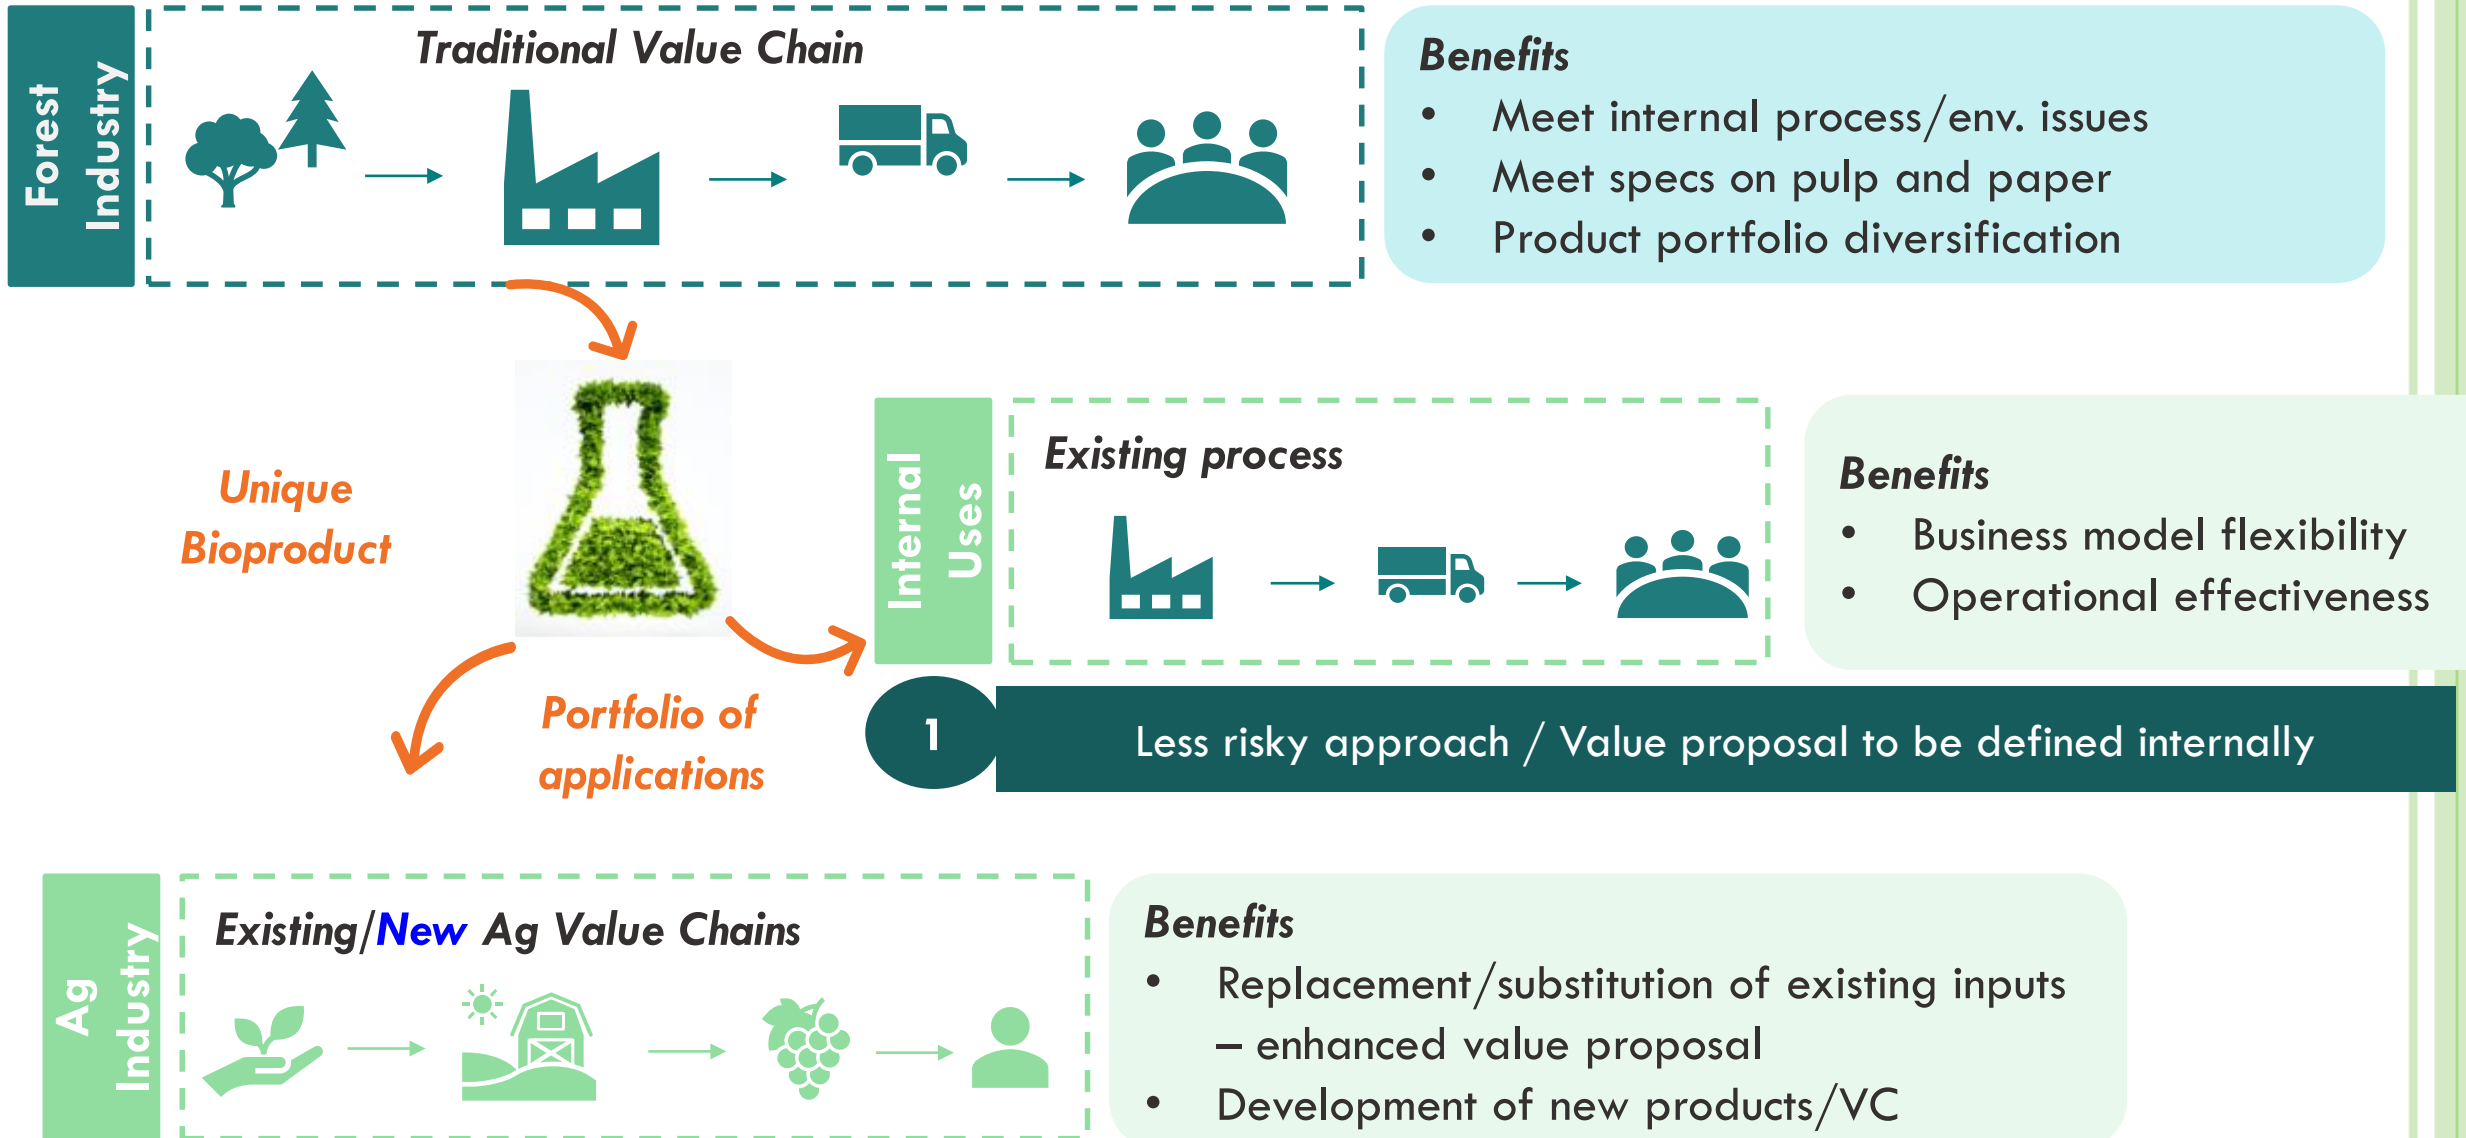 Forest
Industry
Traditional Value Chain
Benefits
• Meet internal process/env. issues
• Meet specs on pulp and paper
• Product portfolio diversification
Unique
Bioproduct
Internal
Uses
Existing process
Benefits
• Business model flexibility
• Operational effectiveness
Portfolio of
applications
1
Less risky approach / Value proposal to be defined internally
Ag
Industry
Existing/New Ag Value Chains
Benefits
• Replacement/substitution of existing inputs
– enhanced value proposal
• Development of new products/VC